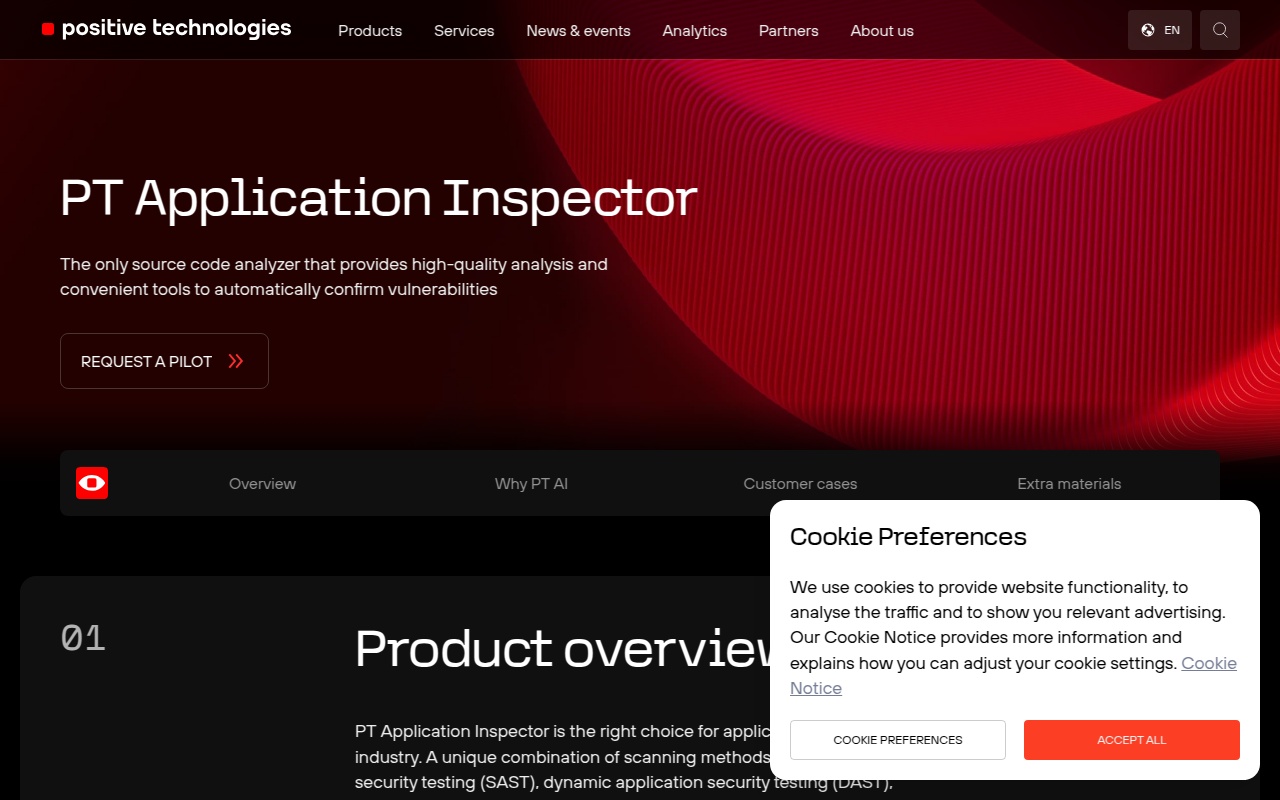 positive technologies
Products Services News & events Analytics Partners About us EN
PT Application Inspector
The only source code analyzer that provides high-quality analysis and
convenient tools to automatically confirm vulnerabilities
REQUEST A PILOT
Overview Why PT AI Customer cases Extra materials
01
Product overview
PT Application Inspector is the right choice for applic
industry. A unique combination of scanning methods
security testing (SAST), dynamic application security testing (DAST),
Cookie Preferences
We use cookies to provide website functionality, to
analyse the traffic and to show you relevant advertising.
Our Cookie Notice provides more information and
explains how you can adjust your cookie settings. Cookie
Notice
COOKIE PREFERENCES ACCEPT ALL